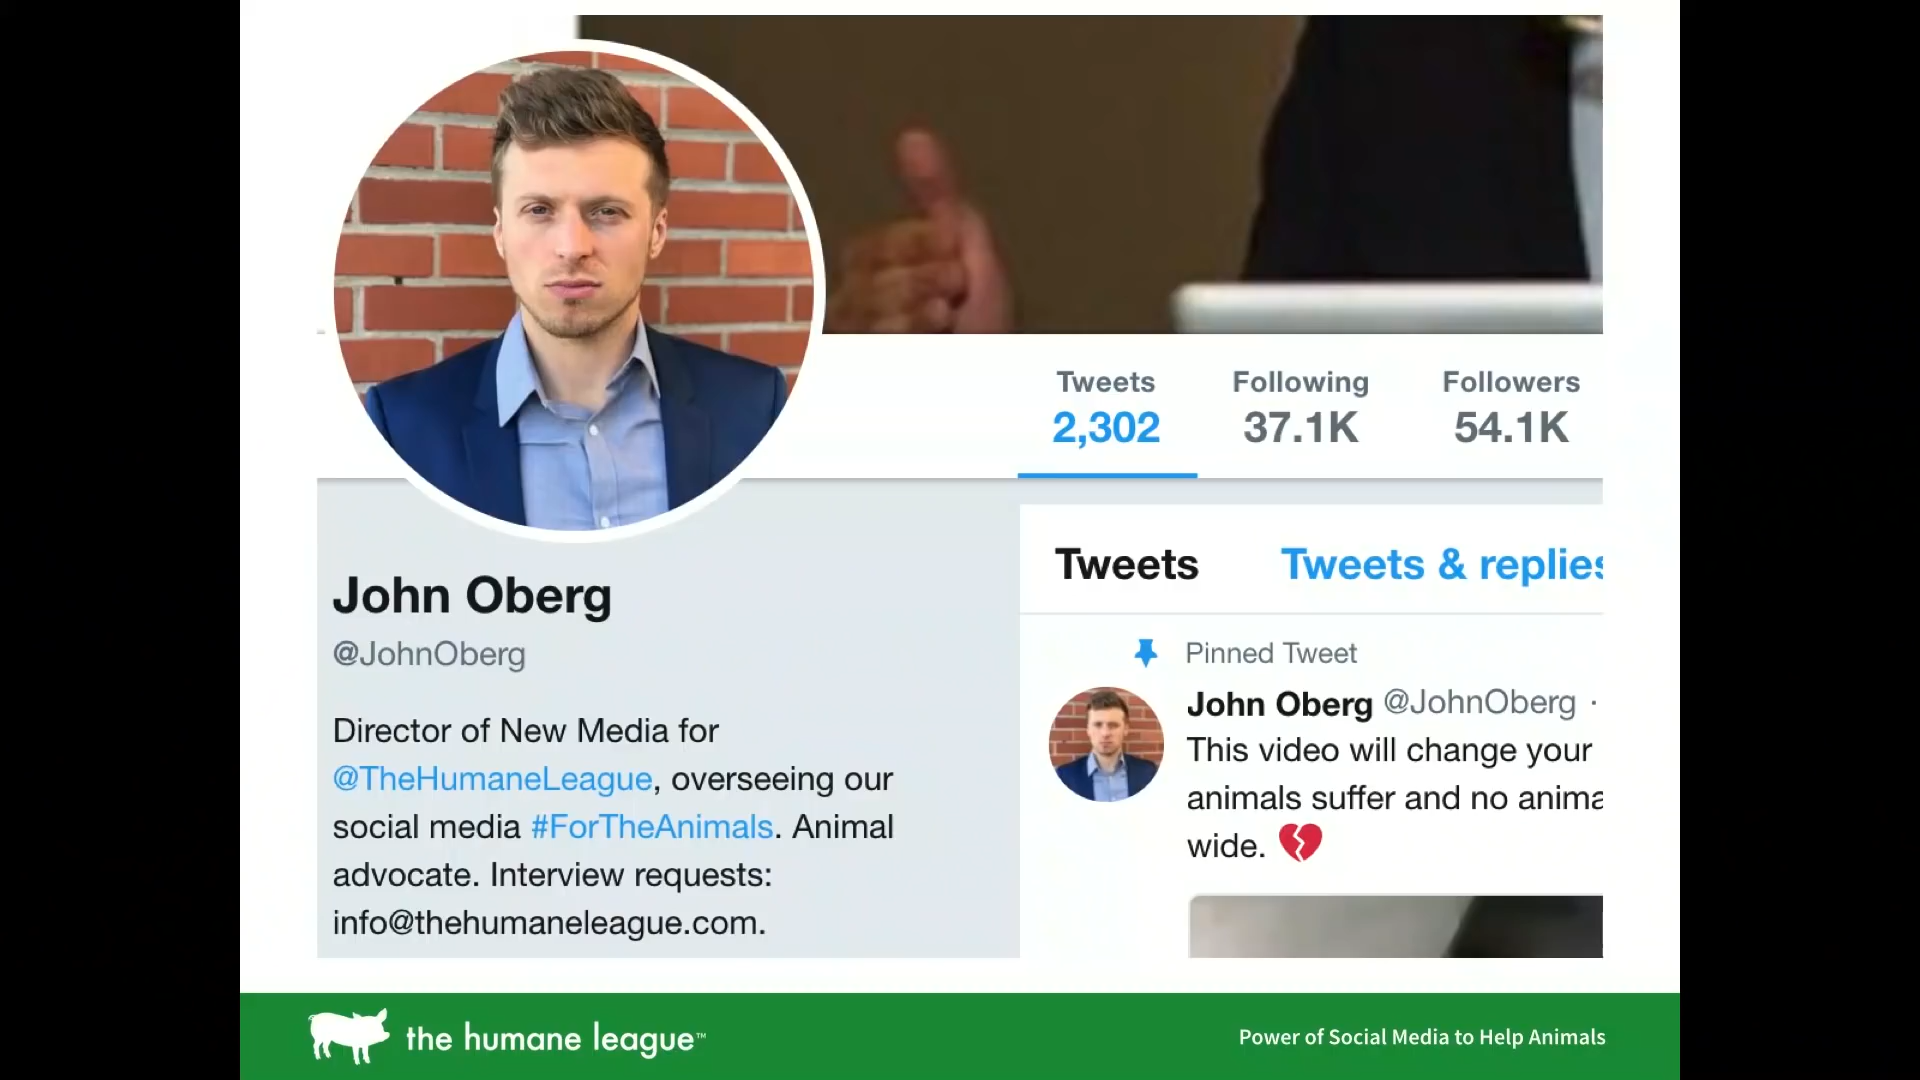 Tweets
2,302
Following
37.1K
Followers
54.1K
John Oberg
@JohnOberg
Director of New Media for
@TheHumaneLeague, overseeing our
social media #ForTheAnimals. Animal
advocate. Interview requests:
info@thehumaneleague.com.
Tweets
Tweets & replies
Pinned Tweet
John Oberg @JohnOberg ·
This video will change your
animals suffer and no anima
wide. 💔
the humane league™
Power of Social Media to Help Animals